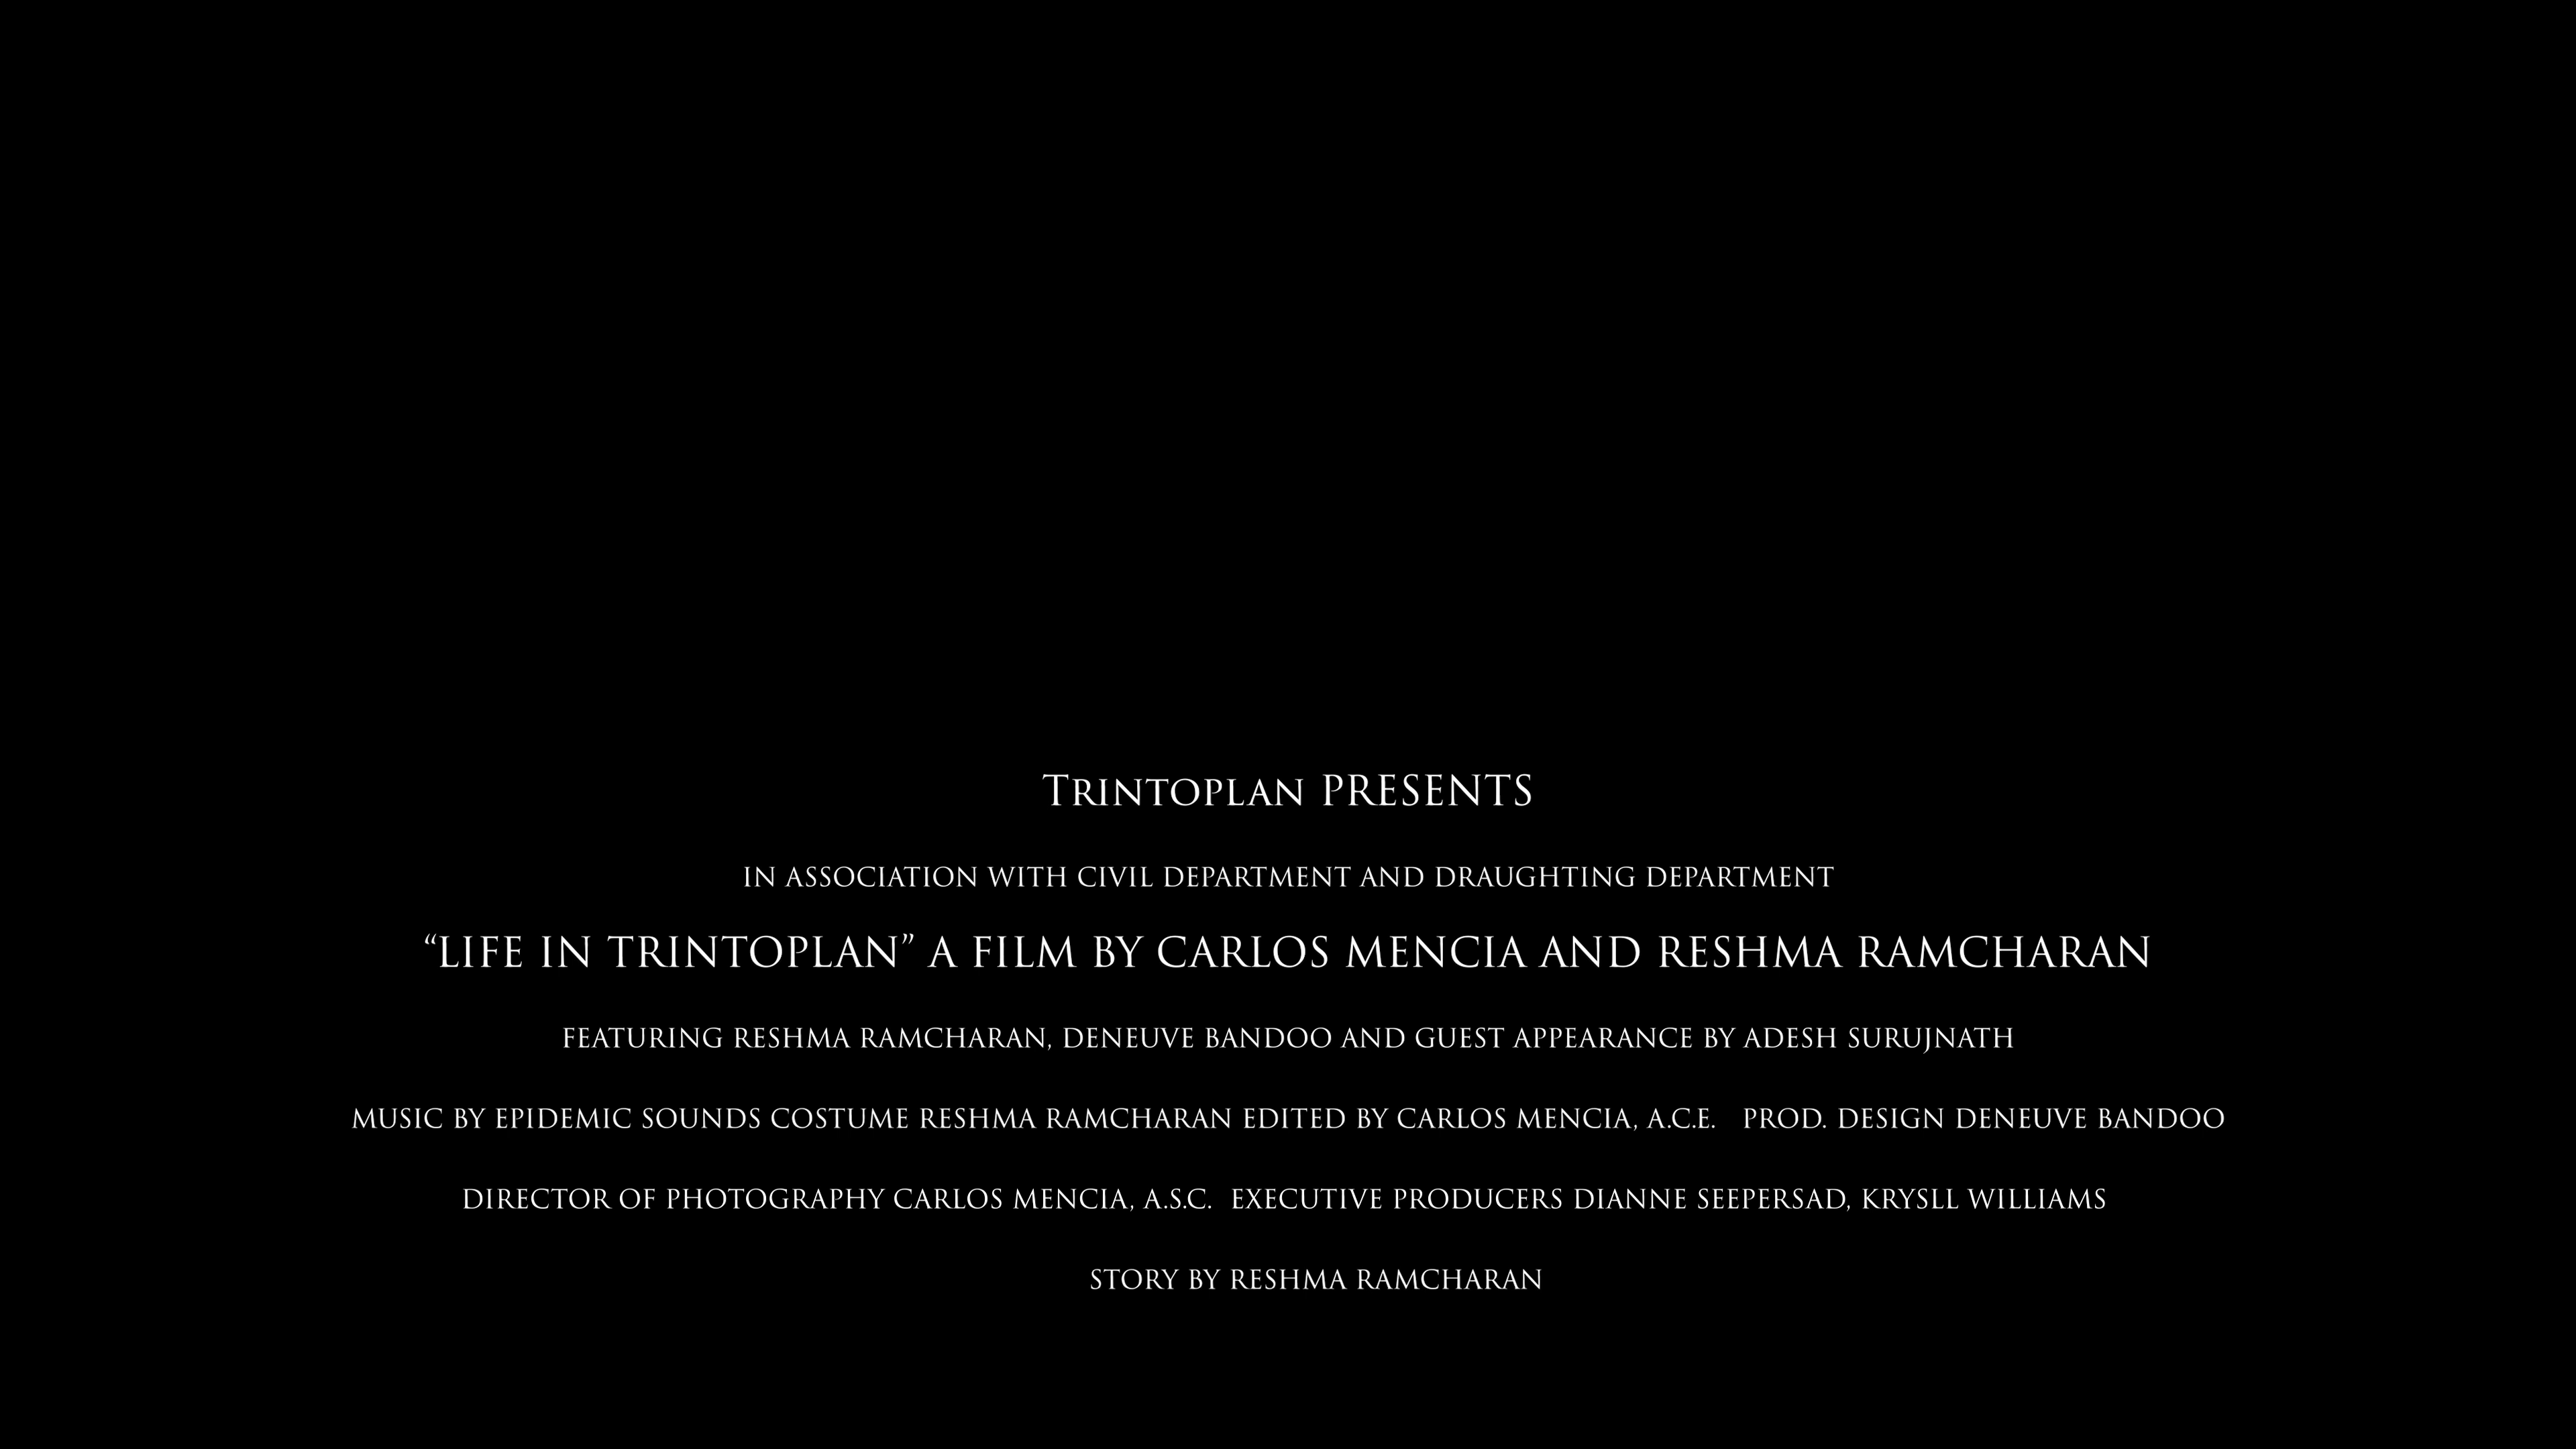 Trintoplan PRESENTS
IN ASSOCIATION WITH CIVIL DEPARTMENT AND DRAUGHTING DEPARTMENT
“LIFE IN TRINTOPLAN” A FILM BY CARLOS MENCIA AND RESHMA RAMCHARAN
FEATURING RESHMA RAMCHARAN, DENEUVE BANDOO AND GUEST APPEARANCE BY ADESH SURUJNATH
MUSIC BY EPIDEMIC SOUNDS COSTUME RESHMA RAMCHARAN EDITED BY CARLOS MENCIA, A.C.E. PROD. DESIGN DENEUVE BANDOO
DIRECTOR OF PHOTOGRAPHY CARLOS MENCIA, A.S.C. EXECUTIVE PRODUCERS DIANNE SEEPERSAD, KRYSLL WILLIAMS
STORY BY RESHMA RAMCHARAN